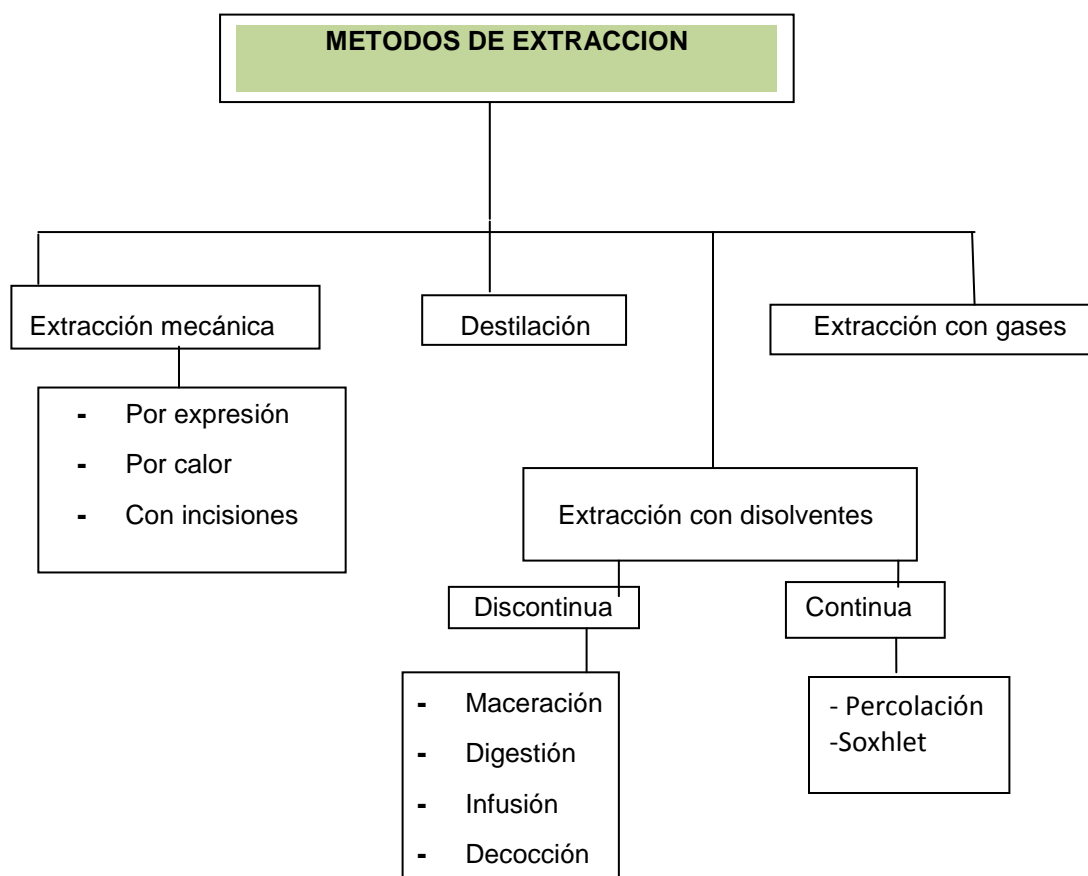 METODOS DE EXTRACCION
Extracción mecánica
Destilación
Extracción con gases
- Por expresión
- Por calor
- Con incisiones
Extracción con disolventes
Discontinua
Continua
- Maceración
- Digestión
- Infusión
- Decocción
- Percolación
-Soxhlet